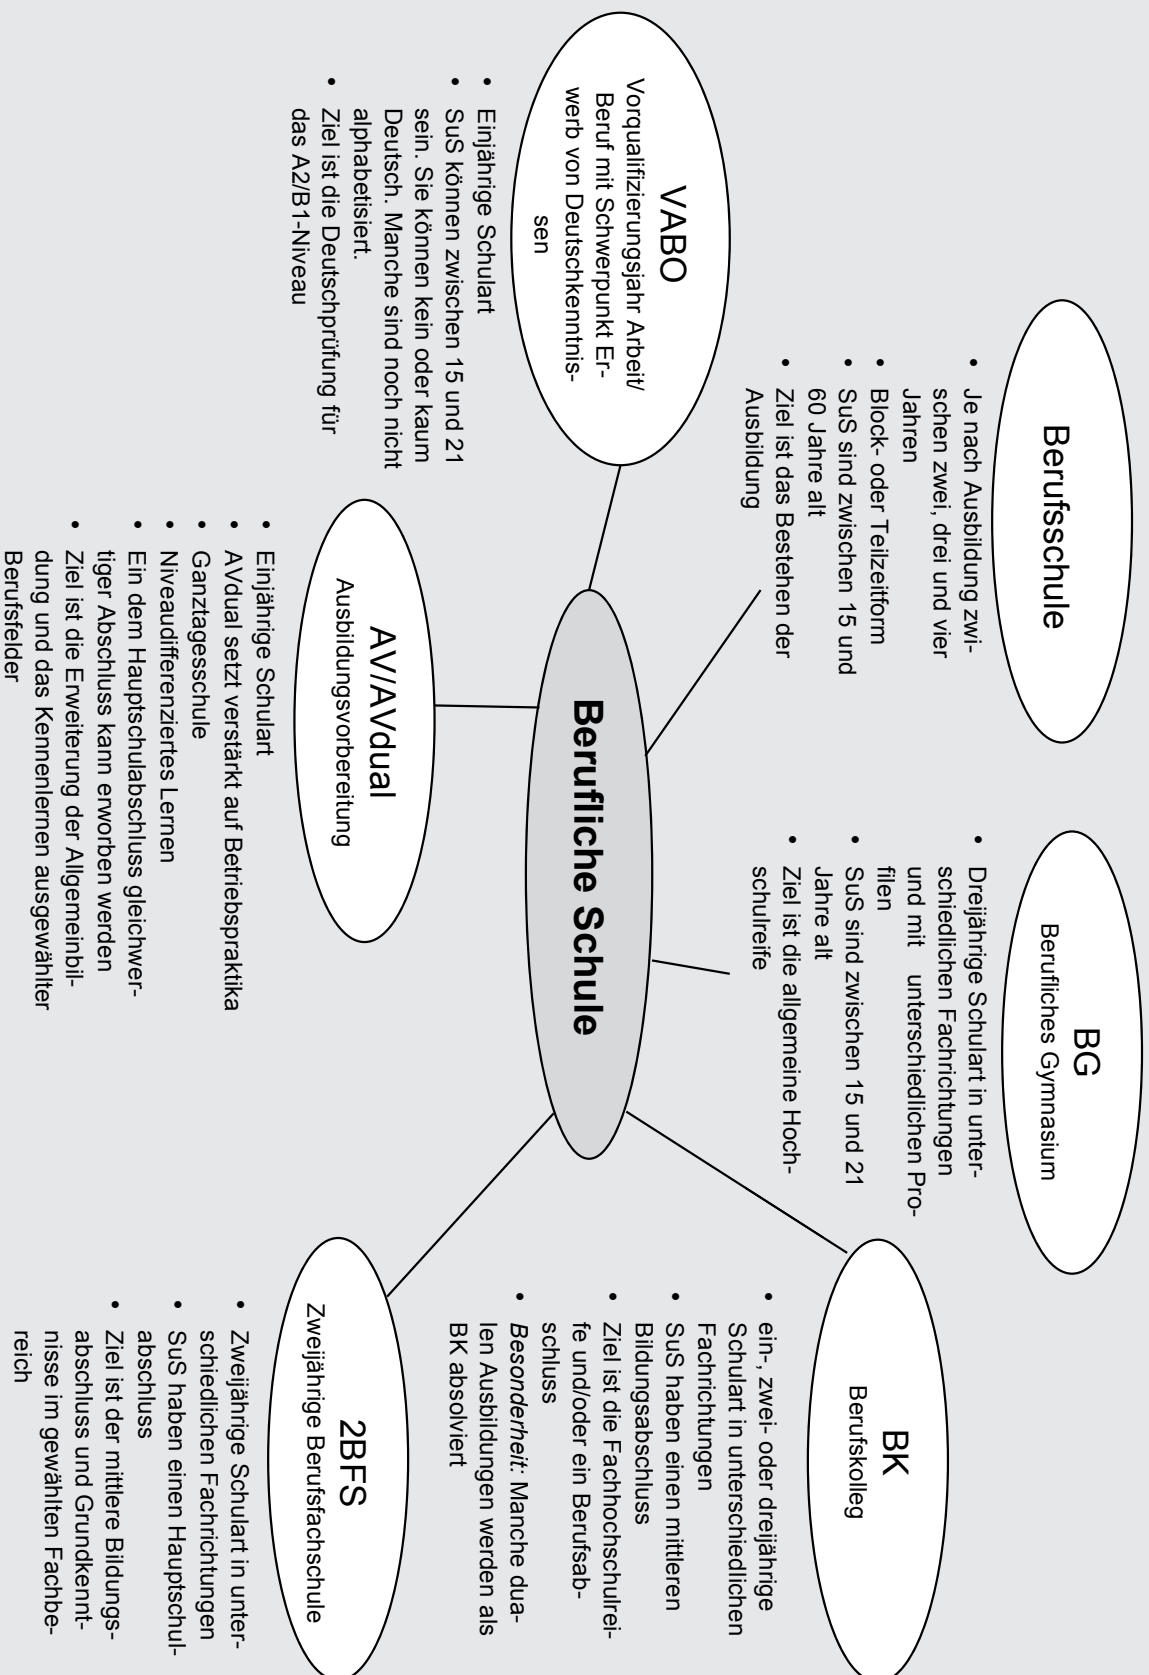 Berufliche Schule
VABO
Vorqualifizierungsjahr Arbeit/
Beruf mit Schwerpunkt Er-
werb von Deutschkenntnis-
sen
• Einjährige Schulart
• SuS können zwischen 15 und 21
sein. Sie können kein oder kaum
Deutsch. Manche sind noch nicht
alphabetisiert.
• Ziel ist die Deutschprüfung für
das A2/B1-Niveau
Berufsschule
• Je nach Ausbildung zwi-
schen zwei, drei und vier
Jahren
• Block- oder Teilzeitform
• SuS sind zwischen 15 und
60 Jahre alt
• Ziel ist das Bestehen der
Ausbildung
BG
Berufliches Gymnasium
• Dreijährige Schulart in unter-
schiedlichen Fachrichtungen
und mit unterschiedlichen Pro-
filen
• SuS sind zwischen 15 und 21
Jahre alt
• Ziel ist die allgemeine Hoch-
schulreife
BK
Berufskolleg
• ein-, zwei- oder dreijährige
Schulart in unterschiedlichen
Fachrichtungen
• SuS haben einen mittleren
Bildungsabschluss
• Ziel ist die Fachhochschulrei-
fe und/oder ein Berufsab-
schluss
• Besonderheit: Manche dua-
len Ausbildungen werden als
BK absolviert
AV/AVdual
Ausbildungsvorbereitung
• Einjährige Schulart
• AVdual setzt verstärkt auf Betriebspraktika
• Ganztagesschule
• Niveaudifferenziertes Lernen
• Ein dem Hauptschulabschluss gleichwer-
tiger Abschluss kann erworben werden
• Ziel ist die Erweiterung der Allgemeinbil-
dung und das Kennenlernen ausgewählter
Berufsfelder
2BFS
Zweijährige Berufsfachschule
• Zweijährige Schulart in unter-
schiedlichen Fachrichtungen
• SuS haben einen Hauptschul-
abschluss
• Ziel ist der mittlere Bildungs-
abschluss und Grundkennt-
nisse im gewählten Fachbe-
reich